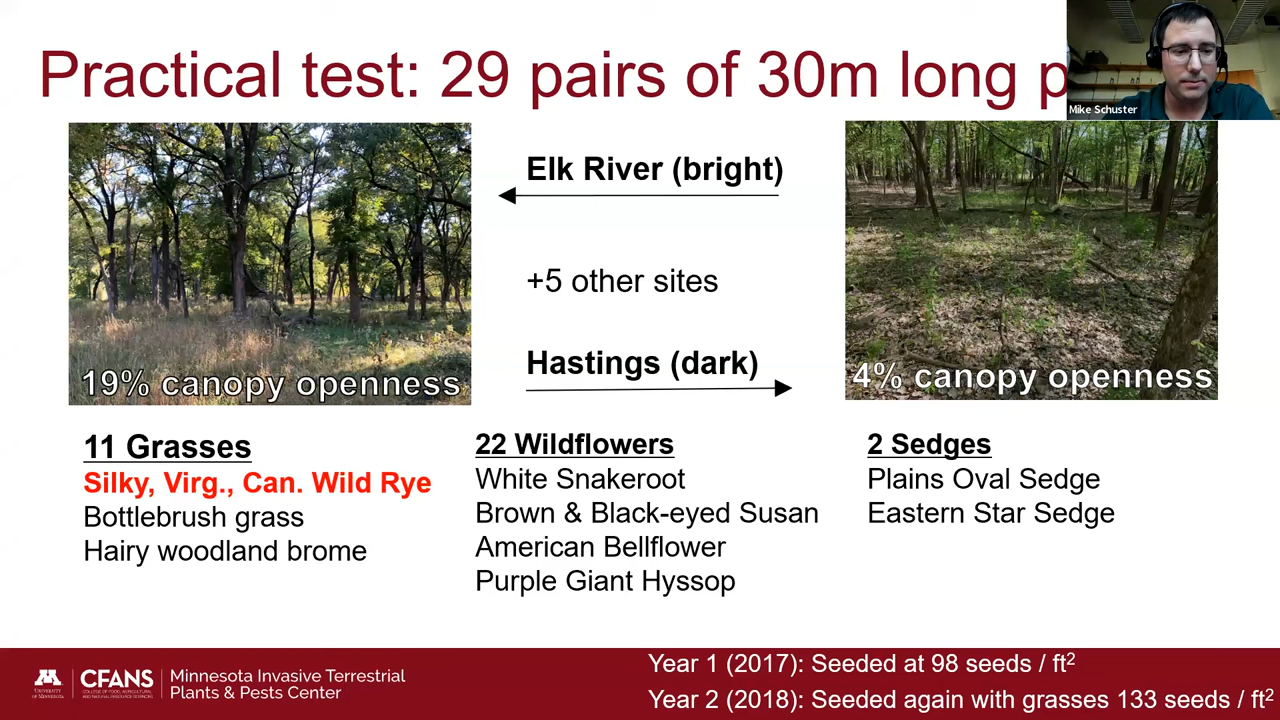 Practical test: 29 pairs of 30m long p
Mike Schuster
Elk River (bright)
+5 other sites
Hastings (dark)
19% canopy openness
4% canopy openness
11 Grasses
Silky, Virg., Can. Wild Rye
Bottlebrush grass
Hairy woodland brome
22 Wildflowers
White Snakeroot
Brown & Black-eyed Susan
American Bellflower
Purple Giant Hyssop
2 Sedges
Plains Oval Sedge
Eastern Star Sedge
UNIVERSITY
OF MINNESOTA
CFANS
COLLEGE OF FOOD, AGRICULTURAL
AND NATURAL RESOURCE SCIENCES
Minnesota Invasive Terrestrial
Plants & Pests Center
Year 1 (2017): Seeded at 98 seeds / ft²
Year 2 (2018): Seeded again with grasses 133 seeds / ft²